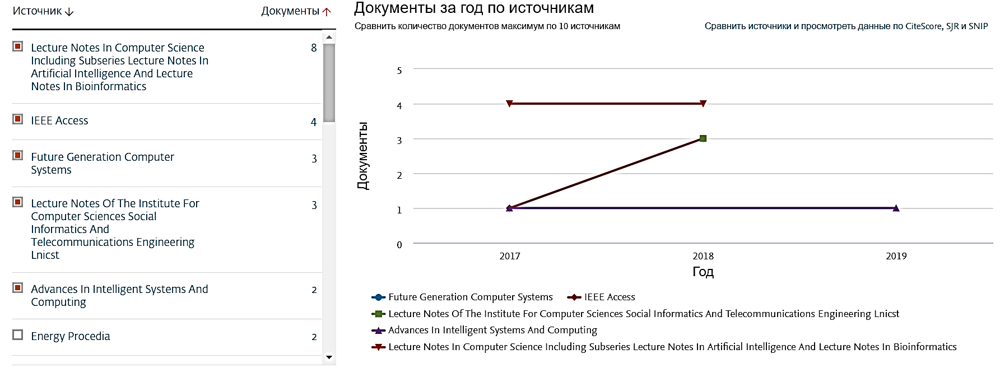 Источник ↓ Документы ↑
Lecture Notes In Computer Science 8
Including Subseries Lecture Notes In
Artificial Intelligence And Lecture
Notes In Bioinformatics
IEEE Access 4
Future Generation Computer 3
Systems
Lecture Notes Of The Institute For 3
Computer Sciences Social
Informatics And
Telecommunications Engineering
Lnicst
Advances In Intelligent Systems And 2
Computing
Energy Procedia 2
Документы за год по источникам
Сравнить количество документов максимум по 10 источникам
Сравнить источники и просмотреть данные по CiteScore, SJR и SNIP
Документы
5
4
3
2
1
0
2017 2018 2019
Год
Future Generation Computer Systems IEEE Access
Lecture Notes Of The Institute For Computer Sciences Social Informatics And Telecommunications Engineering Lnicst
Advances In Intelligent Systems And Computing
Lecture Notes In Computer Science Including Subseries Lecture Notes In Artificial Intelligence And Lecture Notes In Bioinformatics